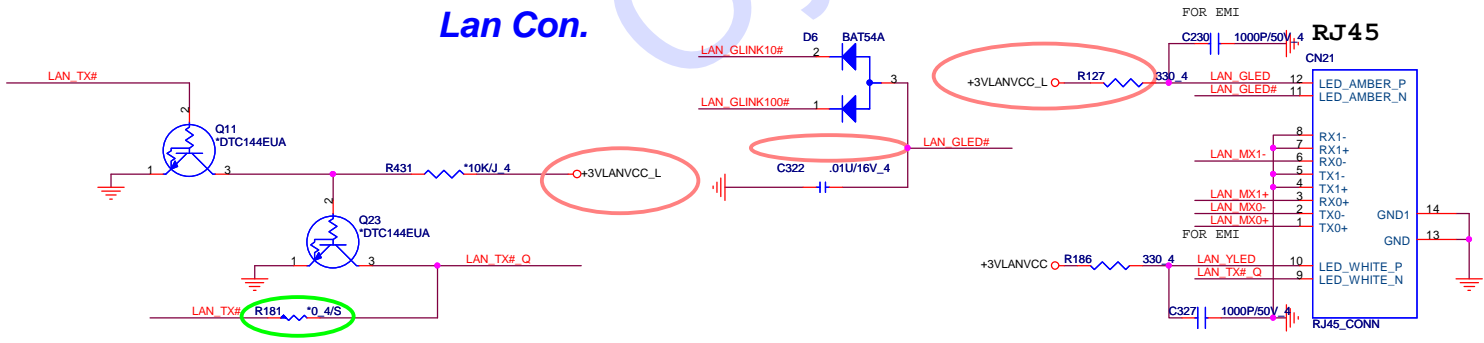 Lan Con.
LAN_TX#
2
Q11
*DTC144EUA
1
3
R431
*10K/J_4
+3VLANVCC_L
2
Q23
*DTC144EUA
1
3
LAN_TX#_Q
LAN_TX#
R181
*0_4/S
D6
BAT54A
LAN_GLINK10#
2
3
LAN_GLINK100#
1
LAN_GLED#
C322
.01U/16V_4
FOR EMI
C230
1000P/50V_4
RJ45
CN21
+3VLANVCC_L
R127
330_4
LAN_GLED
12
LED_AMBER_P
LAN_GLED#
11
LED_AMBER_N
8
RX1-
7
RX1+
LAN_MX1-
6
RX0-
5
TX1-
4
TX1+
LAN_MX1+
3
RX0+
LAN_MX0-
2
TX0-
LAN_MX0+
1
TX0+
GND1
14
GND
13
FOR EMI
+3VLANVCC
R186
330_4
LAN_YLED
10
LED_WHITE_P
LAN_TX#_Q
9
LED_WHITE_N
C327
1000P/50V_4
RJ45_CONN